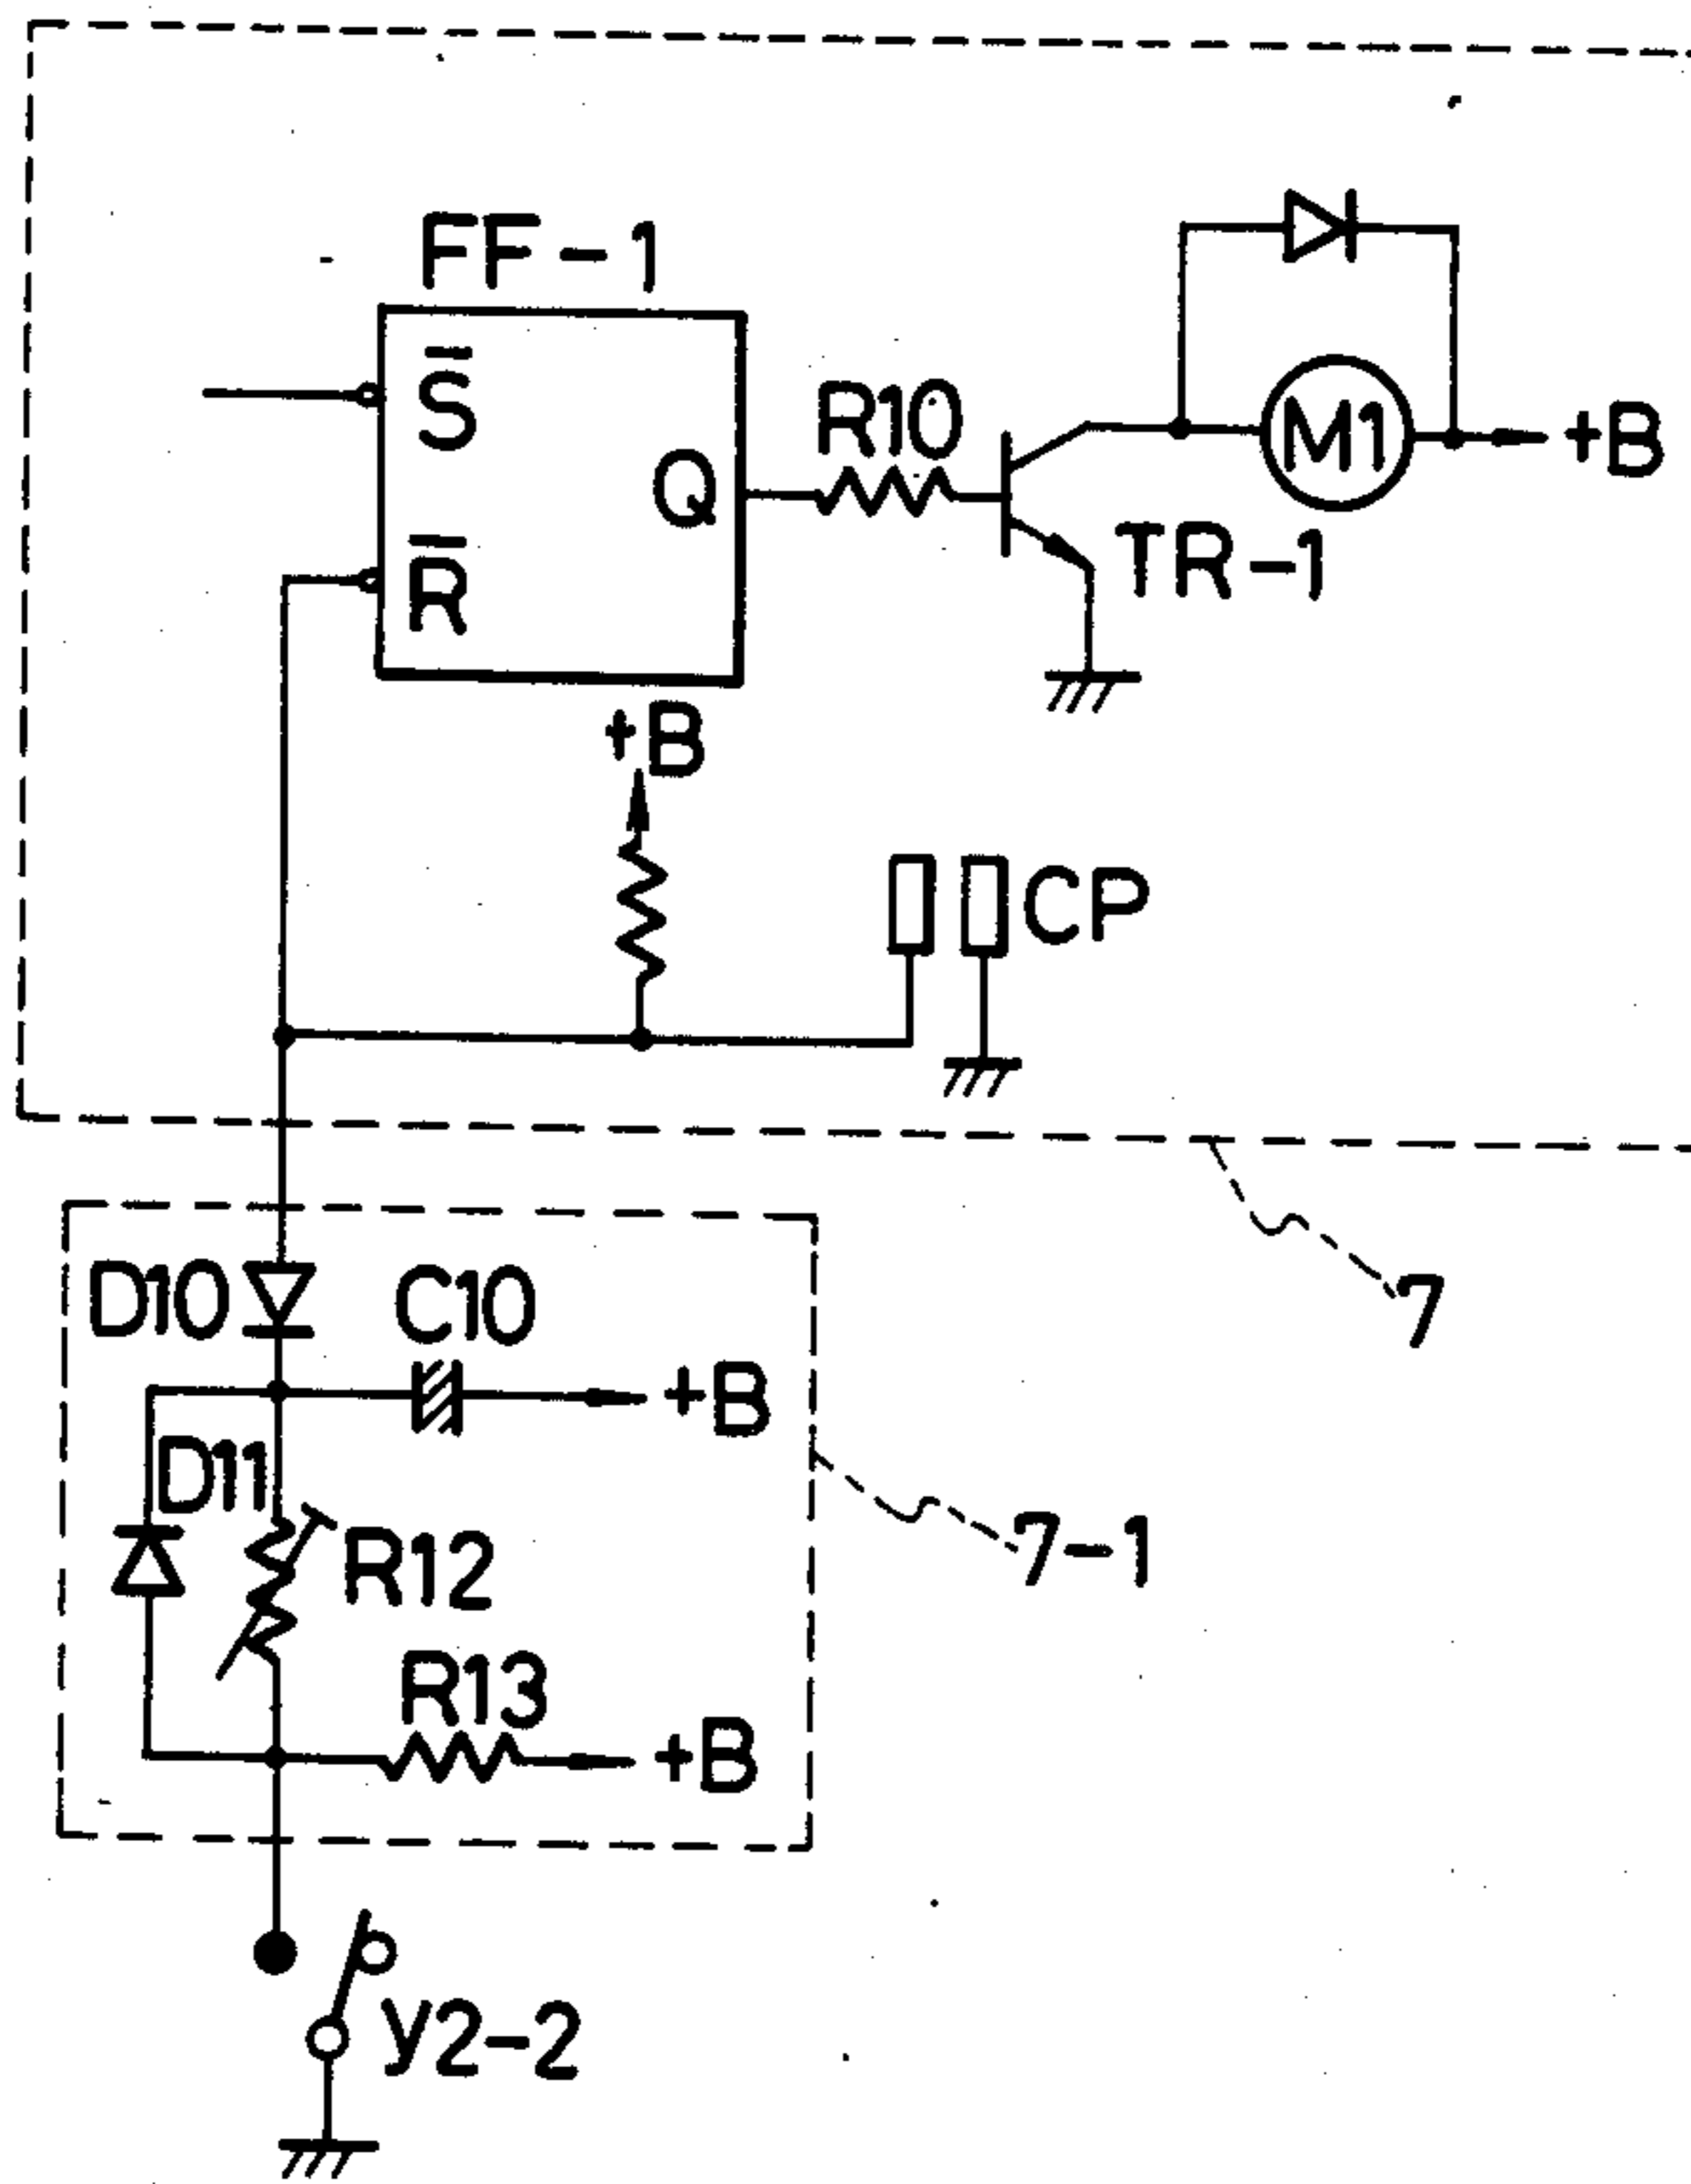 FF-1
S̅
Q
R̅
R10
M1
+B
TR-1
+B
CP
7
D10
C10
+B
D11
R12
7-1
R13
+B
y2-2